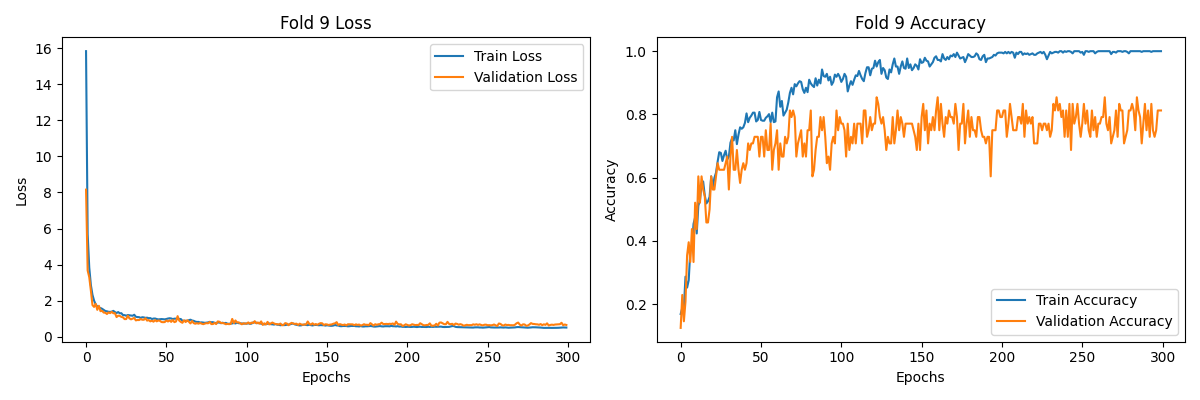 Fold 9 Loss
16
14
12
10
8
6
4
2
0
Loss
0 50 100 150 200 250 300
Epochs
Train Loss
Validation Loss
Fold 9 Accuracy
1.0
0.8
0.6
0.4
0.2
Accuracy
0 50 100 150 200 250 300
Epochs
Train Accuracy
Validation Accuracy